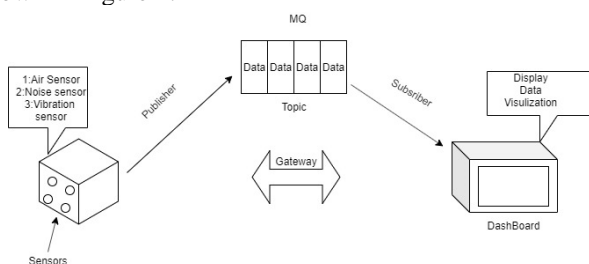 MQ
1:Air Sensor
2:Noise sensor
3:Vibration
sensor
Publisher
Data Data Data Data
Topic
Subsriber
Display
Data
Visulization
Gateway
DashBoard
Sensors